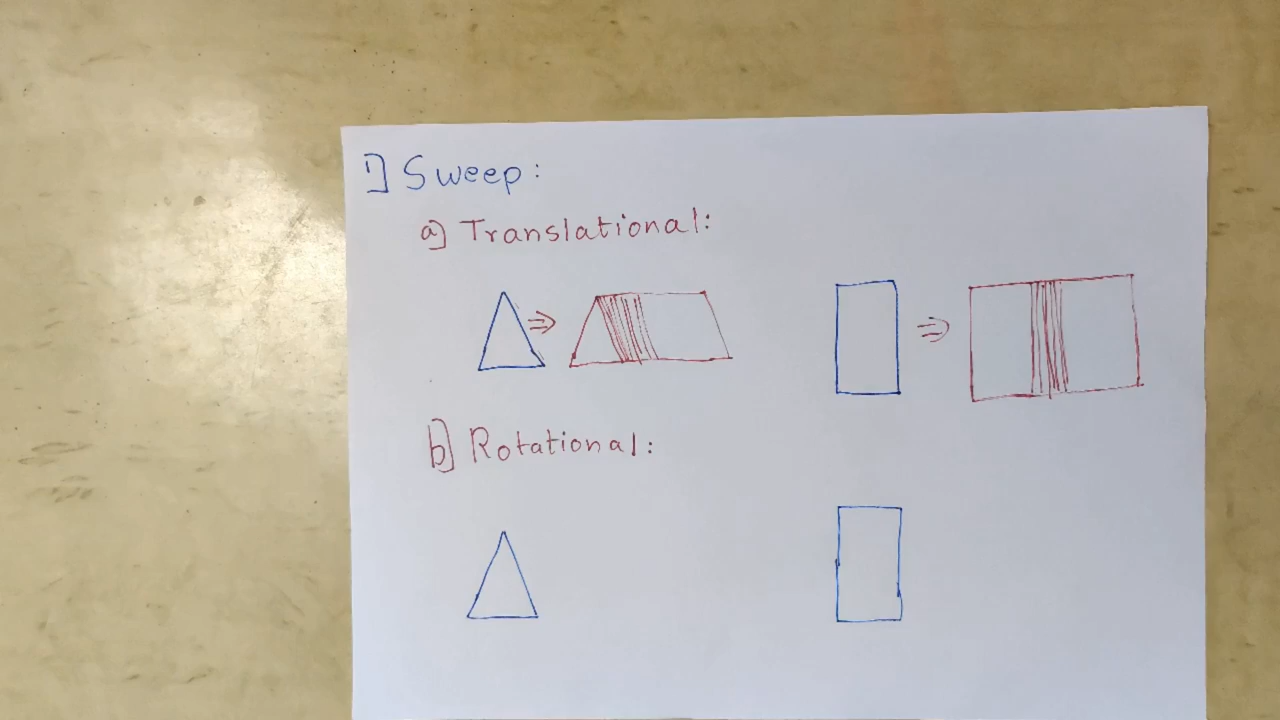 1] Sweep:
a] Translational:
⇒ ⇒
b] Rotational: